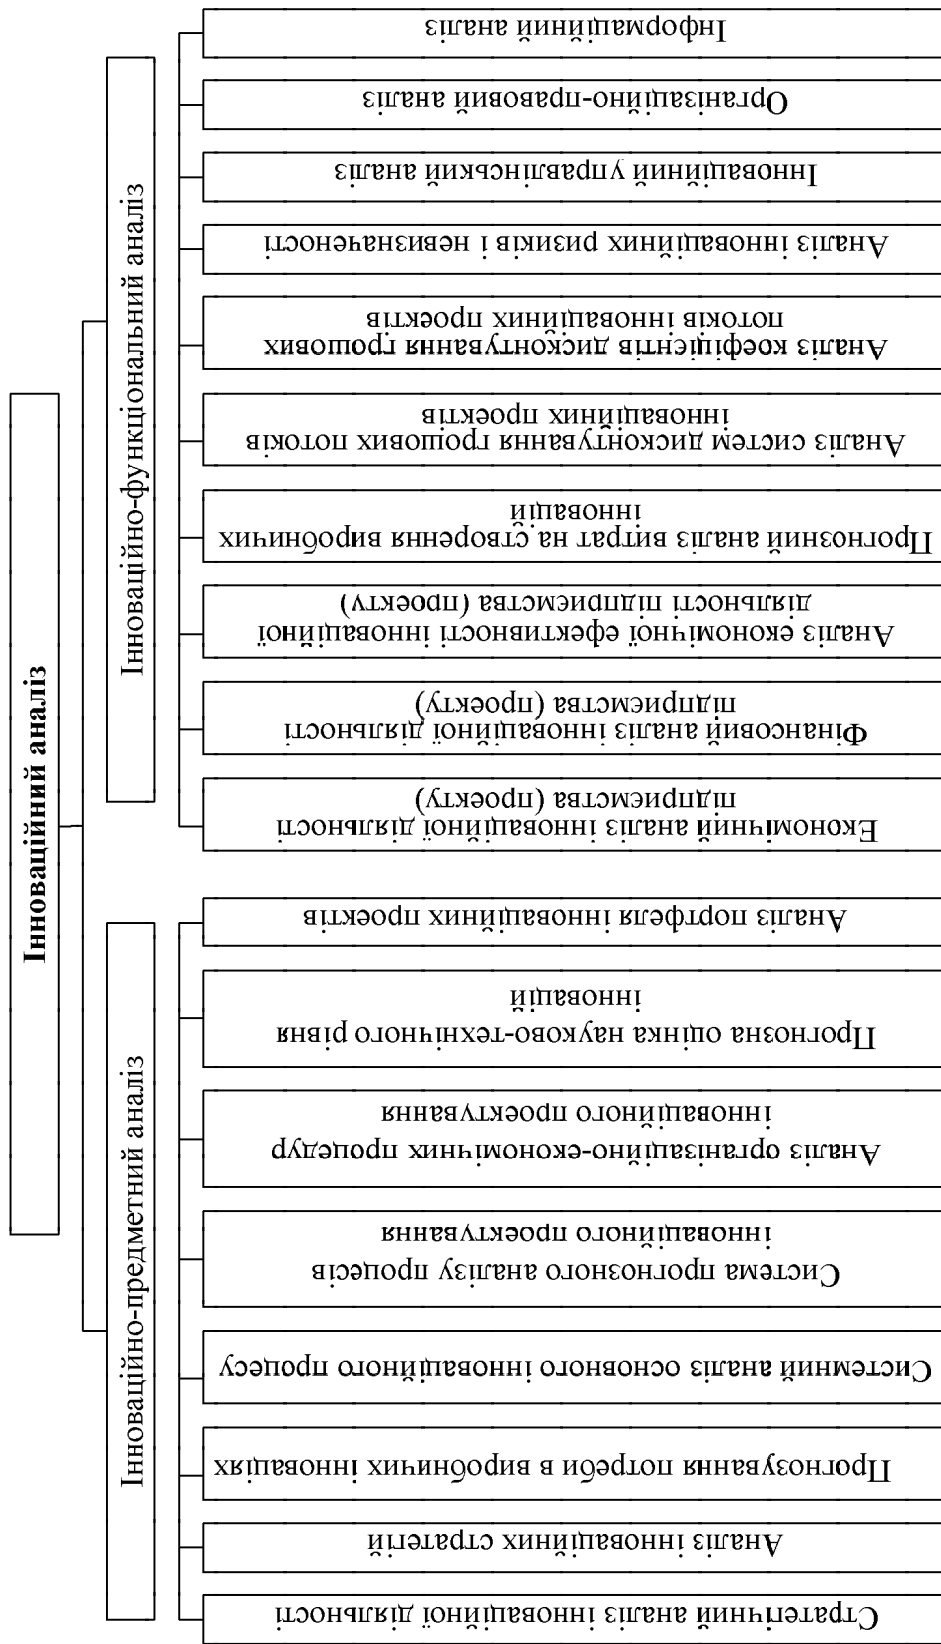 Інноваційний аналіз
Інноваційно-предметний аналіз
Стратегічний аналіз інноваційної діяльності
Аналіз інноваційних стратегій
Прогнозування потреби в виробничих інноваціях
Системний аналіз основного інноваційного процесу
Система прогнозного аналізу процесів
інноваційного проектування
Аналіз організаційно-економічних процедур
інноваційного проектування
Прогнозна оцінка науково-технічного рівня
інновацій
Аналіз портфеля інноваційних проектів
Інноваційно-функціональний аналіз
Економічний аналіз інноваційної діяльності
підприємства (проекту)
Фінансовий аналіз інноваційної діяльності
підприємства (проекту)
Аналіз економічної ефективності інноваційної
діяльності підприємства (проекту)
Прогнозний аналіз витрат на створення виробничих
інновацій
Аналіз систем дисконтування грошових потоків
інноваційних проектів
Аналіз коефіцієнтів дисконтування грошових
потоків інноваційних проектів
Аналіз інноваційних ризиків і невизначеності
Інноваційний управлінський аналіз
Організаційно-правовий аналіз
Інформаційний аналіз